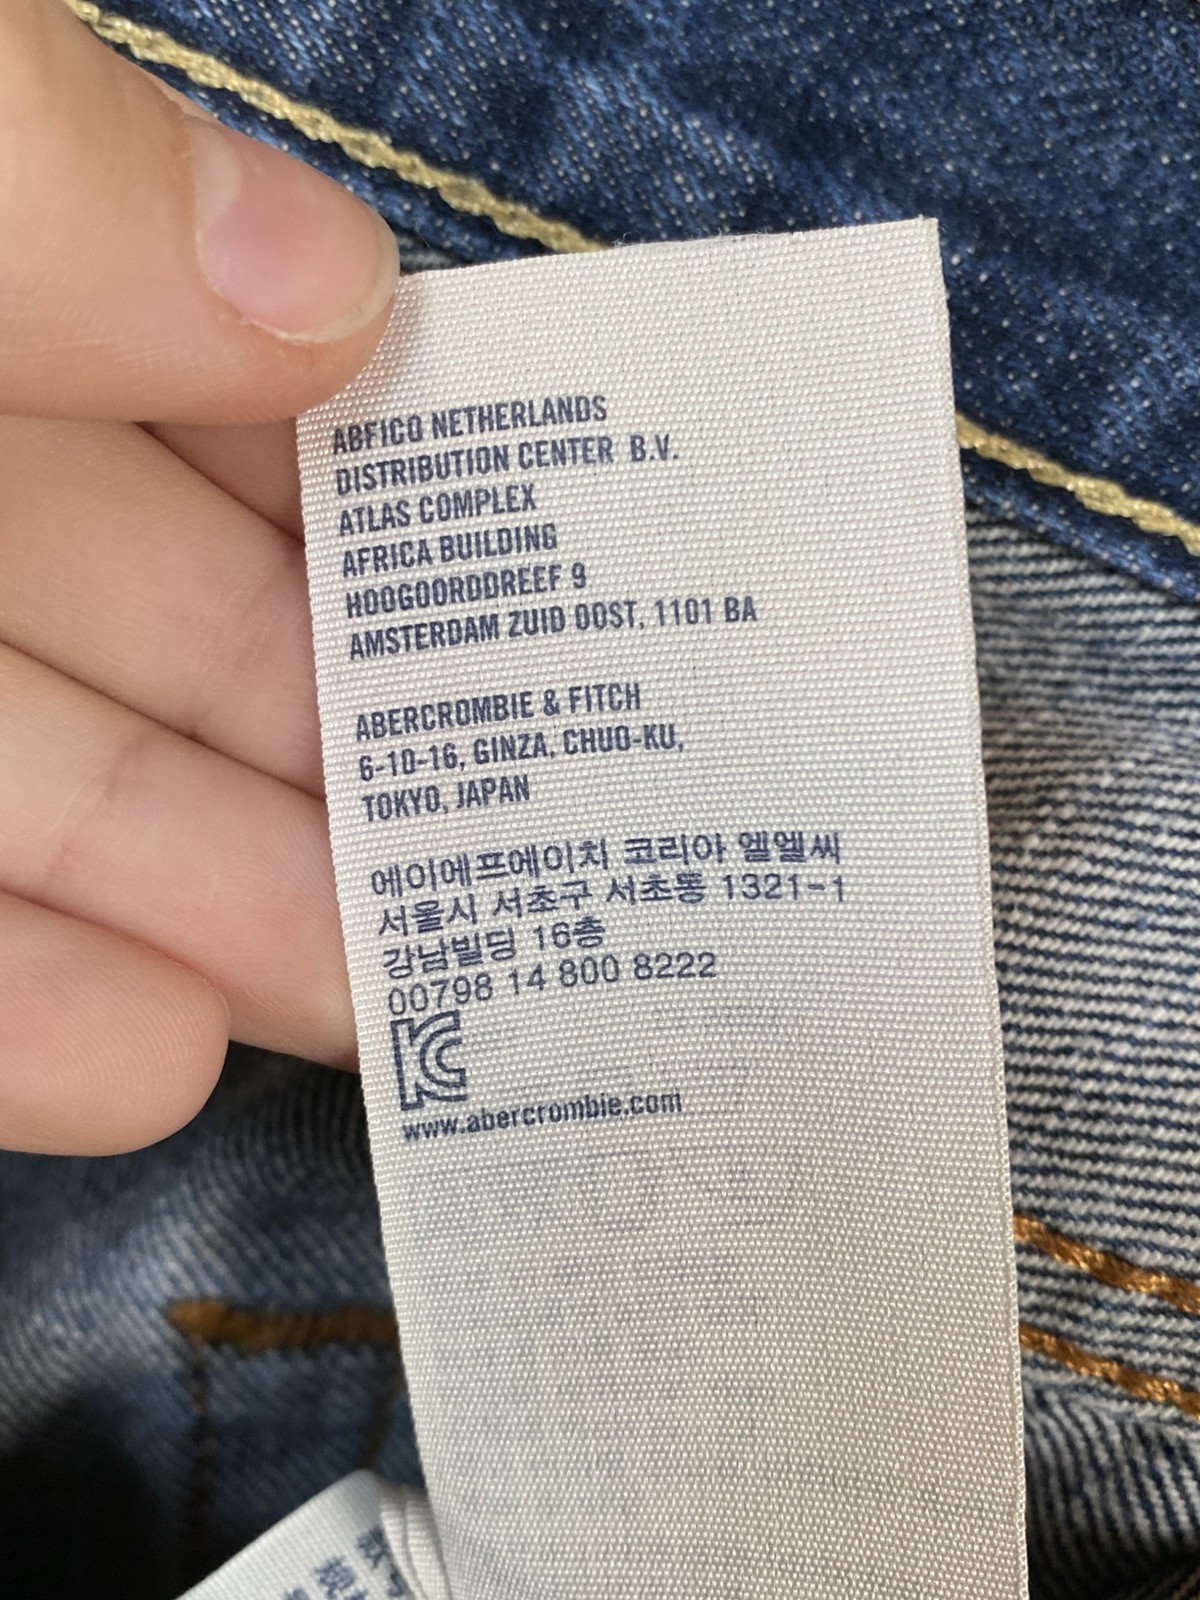 ABFICO NETHERLANDS
DISTRIBUTION CENTER B.V.
ATLAS COMPLEX
AFRICA BUILDING
HOOGOORDDREEF 9
AMSTERDAM ZUID OOST, 1101 BA
ABERCROMBIE & FITCH
6-10-16, GINZA, CHUO-KU,
TOKYO, JAPAN
에이에프에이치 코리아 엘엘씨
서울시 서초구 서초동 1321-1
강남빌딩 16층
00798 14 800 8222
KC
www.abercrombie.com